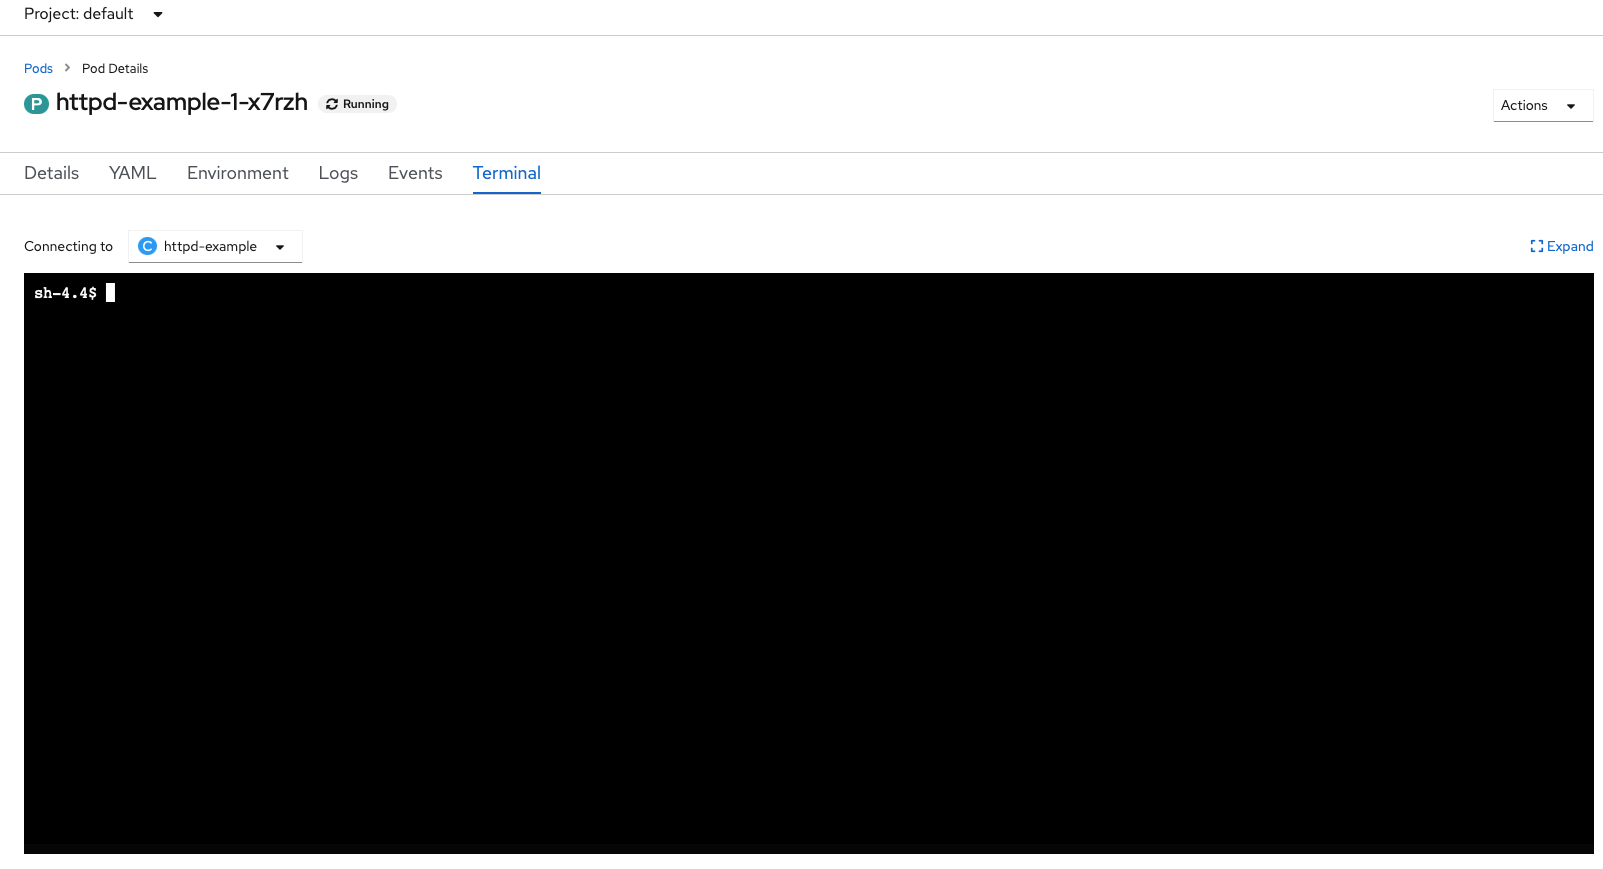 Project: default
Pods > Pod Details
P httpd-example-1-x7rzh Running
Actions
Details YAML Environment Logs Events Terminal
Connecting to C httpd-example
Expand
sh-4.4$